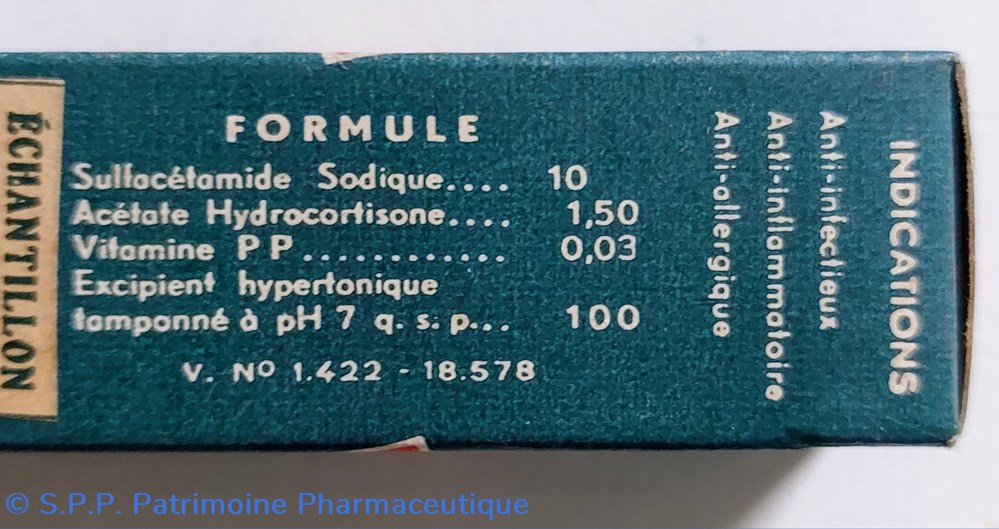 ÉCHANTILLON
FORMULE
Sulfacétamide Sodique.... 10
Acétate Hydrocortisone.... 1,50
Vitamine P P............. 0,03
Excipient hypertonique
tamponné à pH 7 q. s. p... 100
V. Nº 1.422 - 18.578
INDICATIONS
Anti-infectieux
Anti-inflammatoire
Anti-allergique
© S.P.P. Patrimoine Pharmaceutique